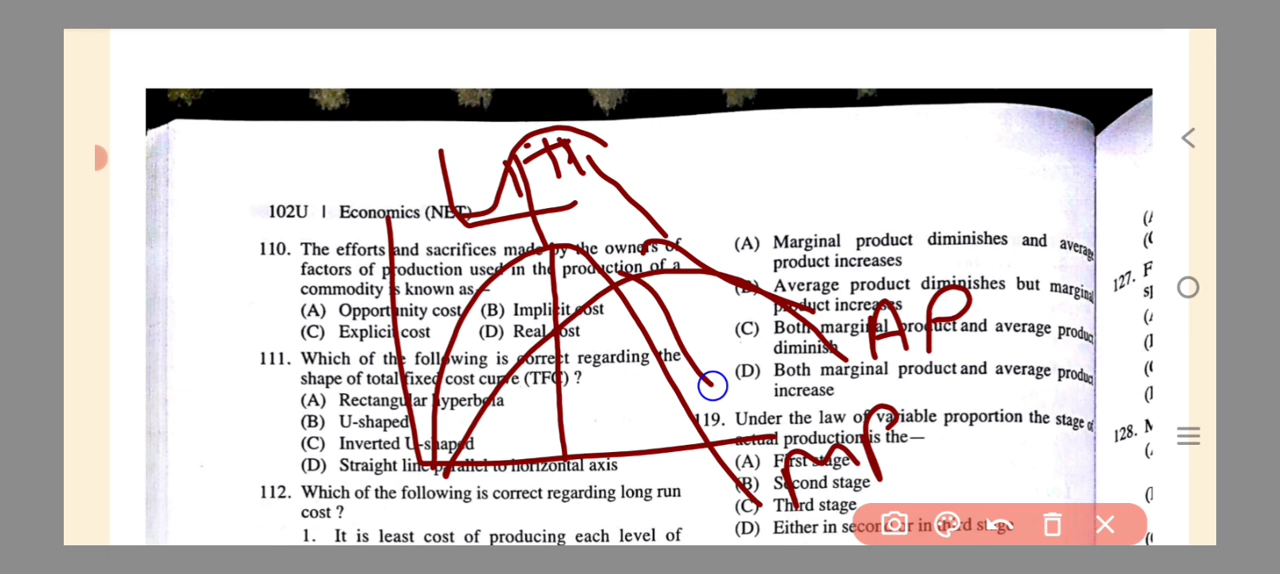 102U | Economics (NET)
110. The efforts and sacrifices made by the owners of
factors of production used in the production of a
commodity is known as
(A) Opportunity cost (B) Implicit cost
(C) Explicit cost (D) Real cost
111. Which of the following is correct regarding the
shape of total fixed cost curve (TFC) ?
(A) Rectangular hyperbola
(B) U-shaped
(C) Inverted U-shaped
(D) Straight line parallel to horizontal axis
112. Which of the following is correct regarding long run
cost ?
1. It is least cost of producing each level of
(A) Marginal product diminishes and average
product increases
(B) Average product diminishes but marginal
product increases
(C) Both marginal product and average produc
diminish
(D) Both marginal product and average produc
increase
119. Under the law of variable proportion the stage of
actual production is the—
(A) First stage
(B) Second stage
(C) Third stage
(D) Either in second or in third stage
AP
MP
127. F
128. M